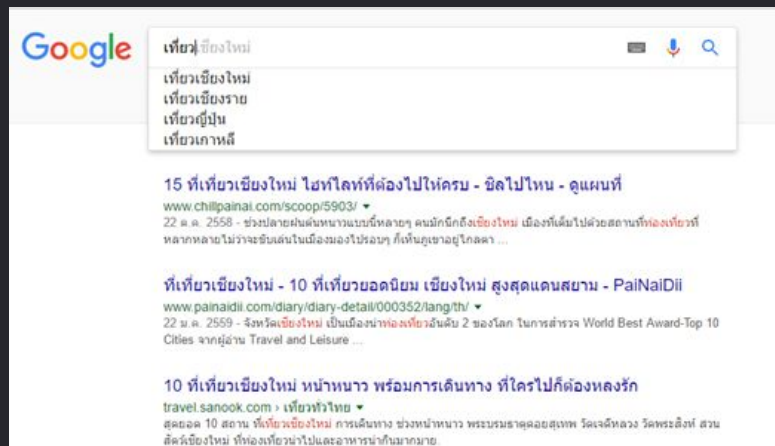 Google
เที่ยวเชียงใหม่
เที่ยวเชียงใหม่
เที่ยวเชียงราย
เที่ยวญี่ปุ่น
เที่ยวเกาหลี
15 ที่เที่ยวเชียงใหม่ ไฮท์ไลท์ที่ต้องไปให้ครบ - ชิลไปไหน - ดูแผนที่
www.chillpainai.com/scoop/5903/
22 ต.ค. 2558 - ช่วงปลายฝนต้นหนาวแบบนี้หลายๆ คนมักนึกถึงเชียงใหม่ เมืองที่เต็มไปด้วยสถานที่ท่องเที่ยวที่
หลากหลายไม่ว่าจะขับเล่นในเมืองมองไปรอบๆ ก็เห็นภูเขาอยู่ไกลตา ...
ที่เที่ยวเชียงใหม่ - 10 ที่เที่ยวยอดนิยม เชียงใหม่ สูงสุดแดนสยาม - PaiNaiDii
www.painaidii.com/diary/diary-detail/000352/lang/th/
22 ม.ค. 2559 - จังหวัดเชียงใหม่ เป็นเมืองน่าท่องเที่ยวอันดับ 2 ของโลก ในการสำรวจ World Best Award-Top 10
Cities จากผู้อ่าน Travel and Leisure ...
10 ที่เที่ยวเชียงใหม่ หน้าหนาว พร้อมการเดินทาง ที่ใครไปก็ต้องหลงรัก
travel.sanook.com › เที่ยวทั่วไทย
สุดยอด 10 สถาน ที่เที่ยวเชียงใหม่ การเดินทาง ช่วงหน้าหนาว พระบรมธาตุดอยสุเทพ วัดเจดีหลวง วัดพระสิงห์ สวน
สัตว์เชียงใหม่ ที่ท่องเที่ยวน่าไปและอาหารน่ากินมากมาย.